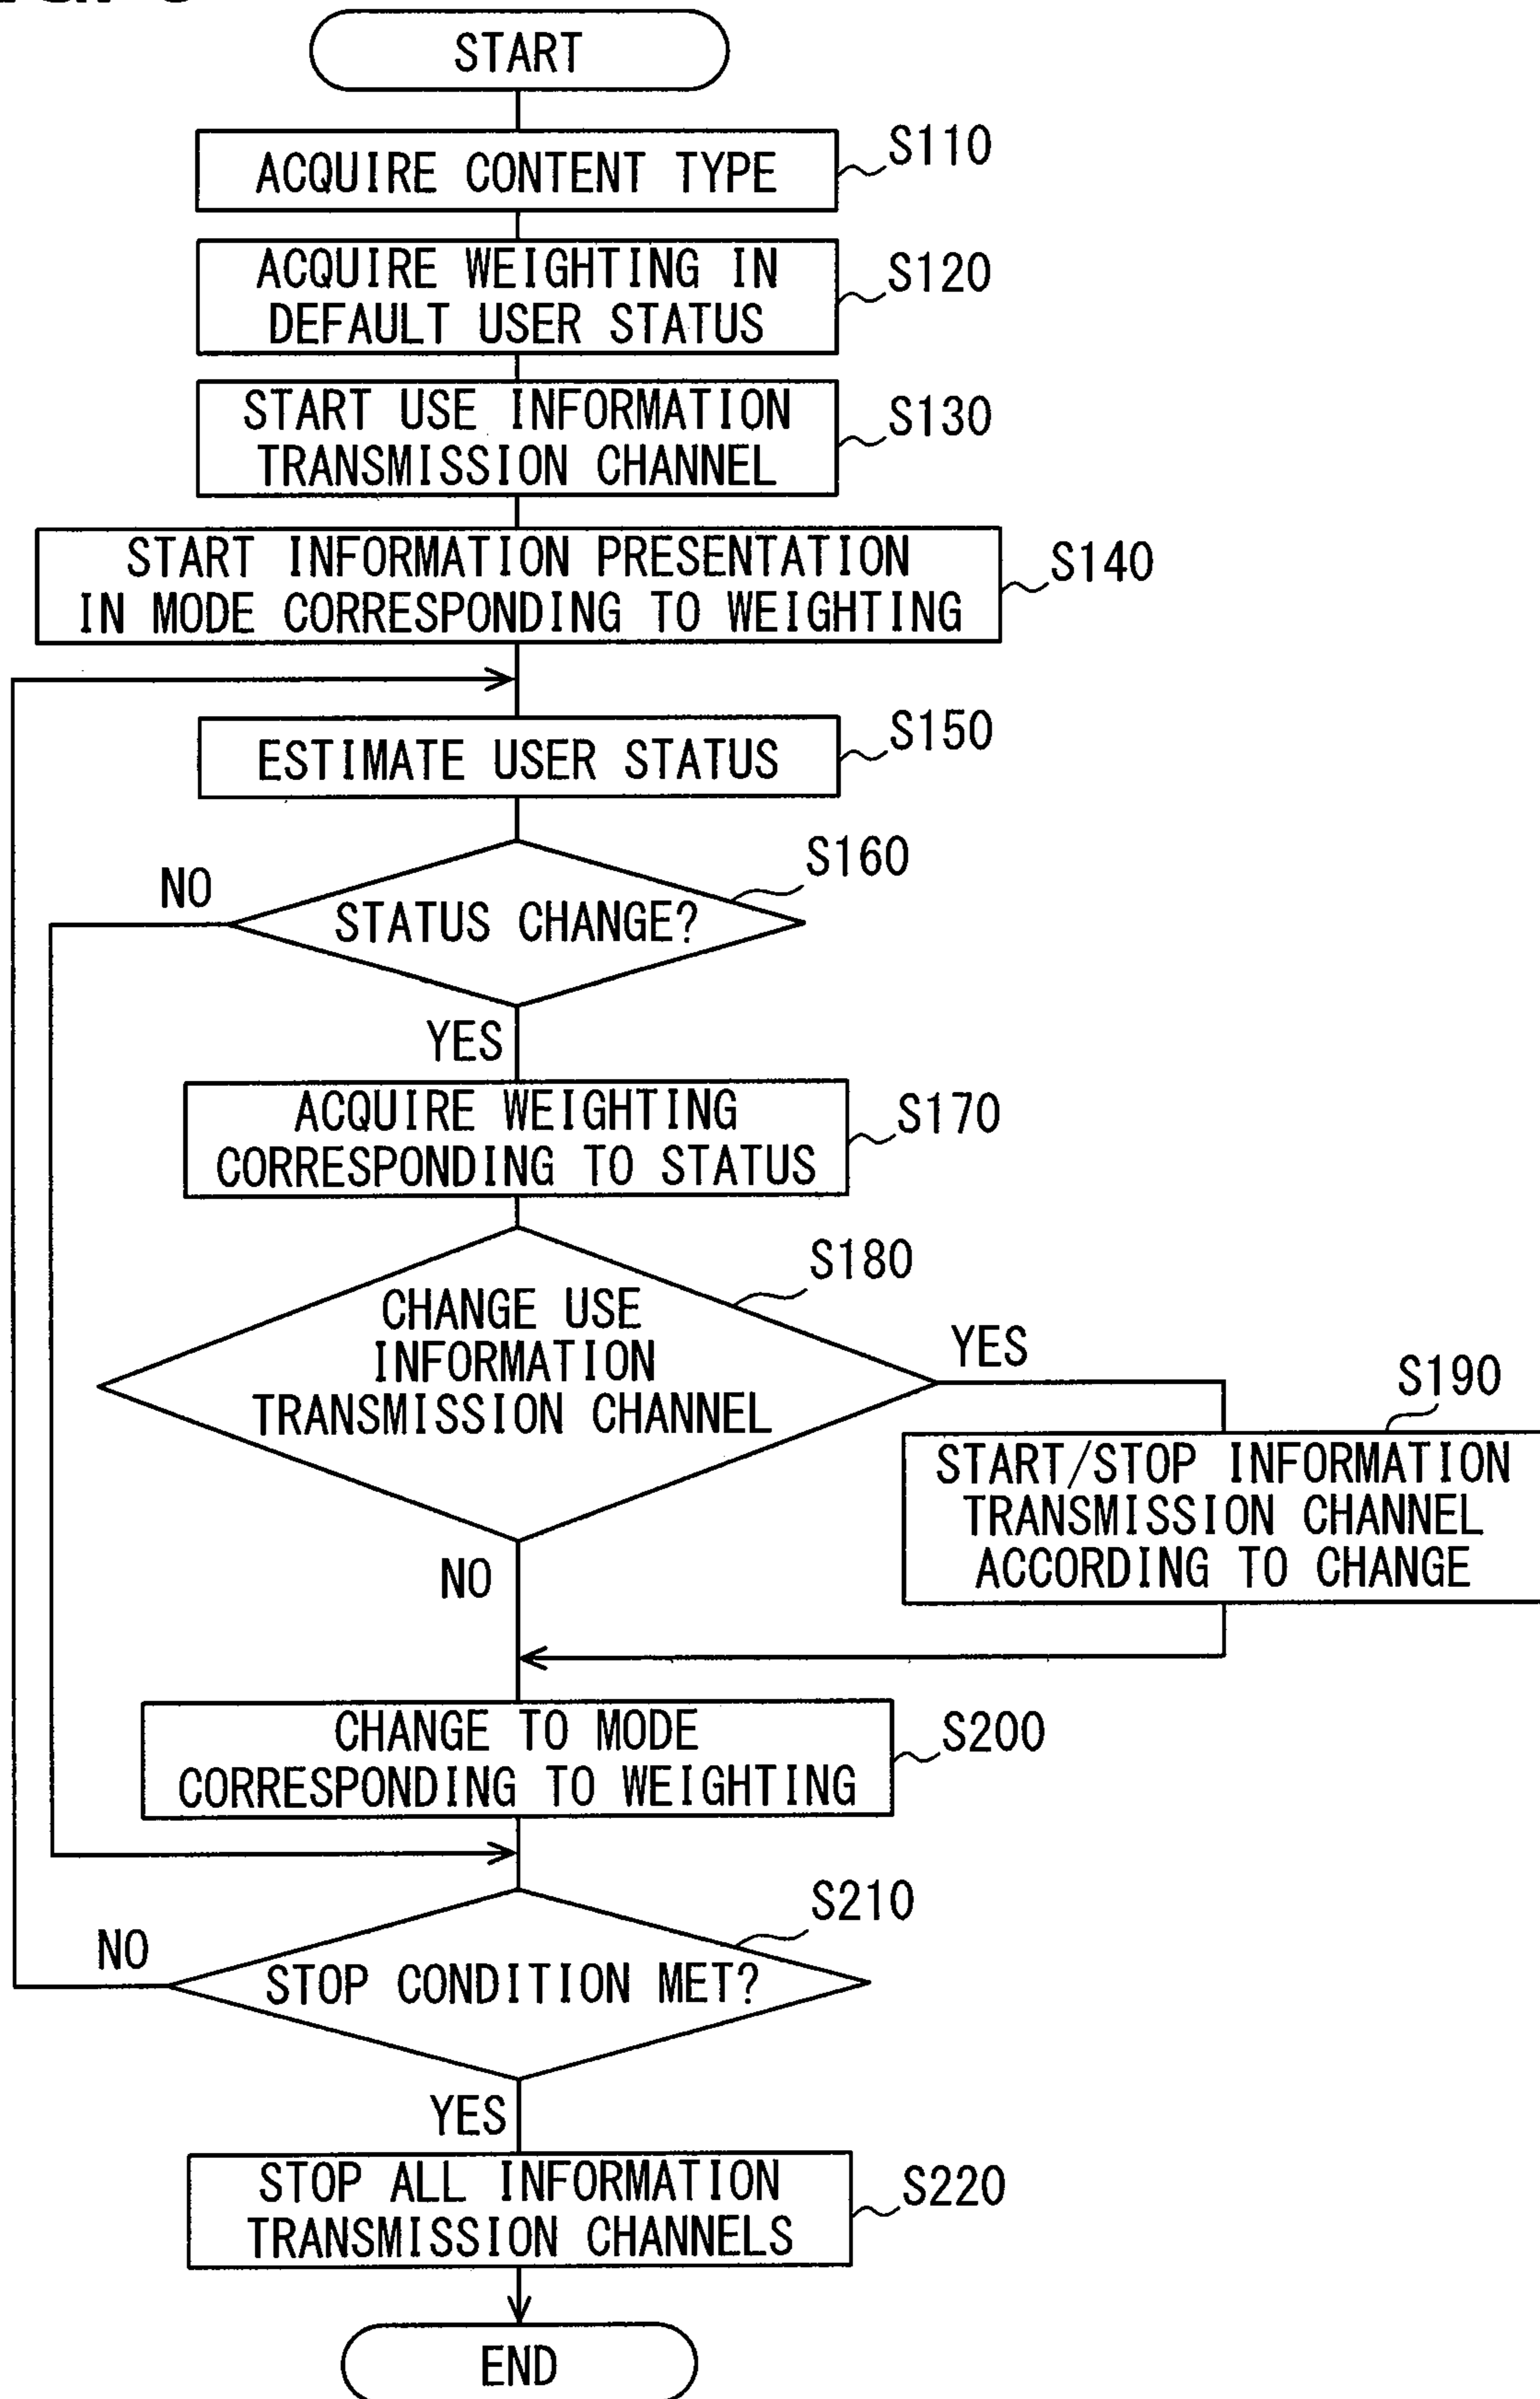 START
ACQUIRE CONTENT TYPE
S110
ACQUIRE WEIGHTING IN
DEFAULT USER STATUS
S120
START USE INFORMATION
TRANSMISSION CHANNEL
S130
START INFORMATION PRESENTATION
IN MODE CORRESPONDING TO WEIGHTING
S140
ESTIMATE USER STATUS
S150
STATUS CHANGE?
S160
NO
YES
ACQUIRE WEIGHTING
CORRESPONDING TO STATUS
S170
CHANGE USE
INFORMATION
TRANSMISSION CHANNEL
S180
YES
NO
START/STOP INFORMATION
TRANSMISSION CHANNEL
ACCORDING TO CHANGE
S190
CHANGE TO MODE
CORRESPONDING TO WEIGHTING
S200
STOP CONDITION MET?
S210
NO
YES
STOP ALL INFORMATION
TRANSMISSION CHANNELS
S220
END